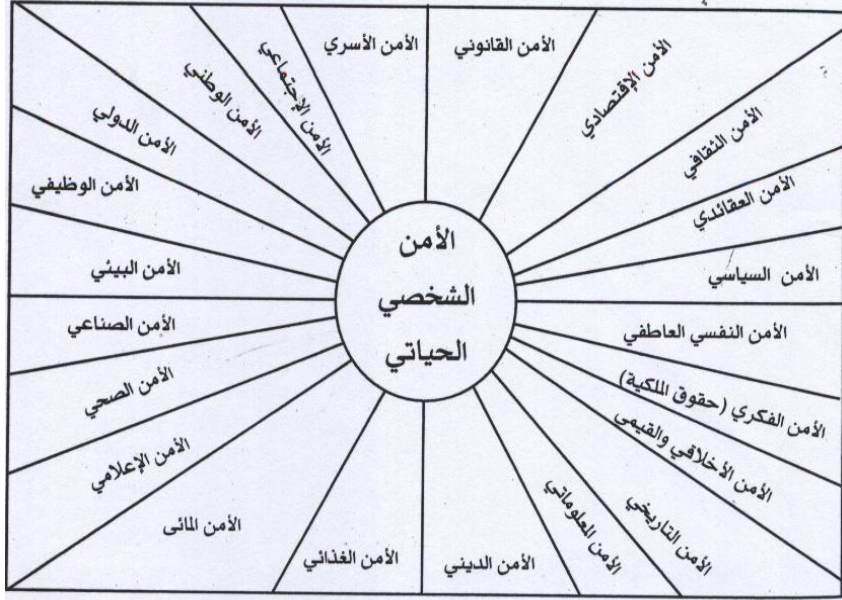 الأمن
الشخصي
الحياتي
الأمن القانوني
الأمن الإقتصادي
الأمن الثقافي
الأمن العقائدي
الأمن السياسي
الأمن النفسي العاطفي
الأمن الفكري (حقوق الملكية)
الأمن الأخلاقي والقيمى
الأمن التاريخي
الأمن المعلوماتي
الأمن الديني
الأمن الغذائي
الأمن المائى
الأمن الإعلامي
الأمن الصحي
الأمن الصناعي
الأمن البيئي
الأمن الوظيفي
الأمن الدولي
الأمن الوطني
الأمن الإجتماعي
الأمن الأسري